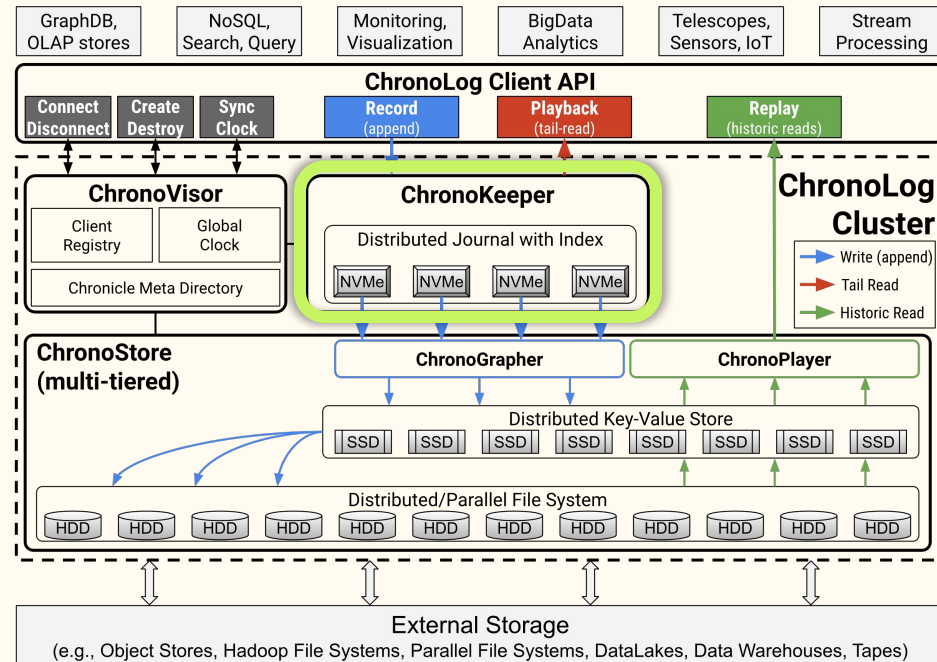 GraphDB,
OLAP stores
NoSQL,
Search, Query
Monitoring,
Visualization
BigData
Analytics
Telescopes,
Sensors, IoT
Stream
Processing
ChronoLog Client API
Connect
Disconnect
Create
Destroy
Sync
Clock
Record
(append)
Playback
(tail-read)
Replay
(historic reads)
ChronoVisor
Client
Registry
Global
Clock
Chronicle Meta Directory
ChronoKeeper
Distributed Journal with Index
NVMe NVMe NVMe NVMe
ChronoLog
Cluster
Write (append)
Tail Read
Historic Read
ChronoStore
(multi-tiered)
ChronoGrapher
ChronoPlayer
Distributed Key-Value Store
SSD SSD SSD SSD SSD SSD SSD SSD
Distributed/Parallel File System
HDD HDD HDD HDD HDD HDD HDD HDD HDD HDD HDD HDD
External Storage
(e.g., Object Stores, Hadoop File Systems, Parallel File Systems, DataLakes, Data Warehouses, Tapes)